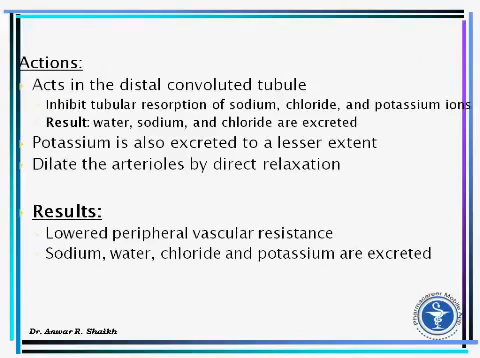 Actions:
Acts in the distal convoluted tubule
Inhibit tubular resorption of sodium, chloride, and potassium ions
Result: water, sodium, and chloride are excreted
Potassium is also excreted to a lesser extent
Dilate the arterioles by direct relaxation
Results:
Lowered peripheral vascular resistance
Sodium, water, chloride and potassium are excreted
Dr. Anwar R. Shaikh